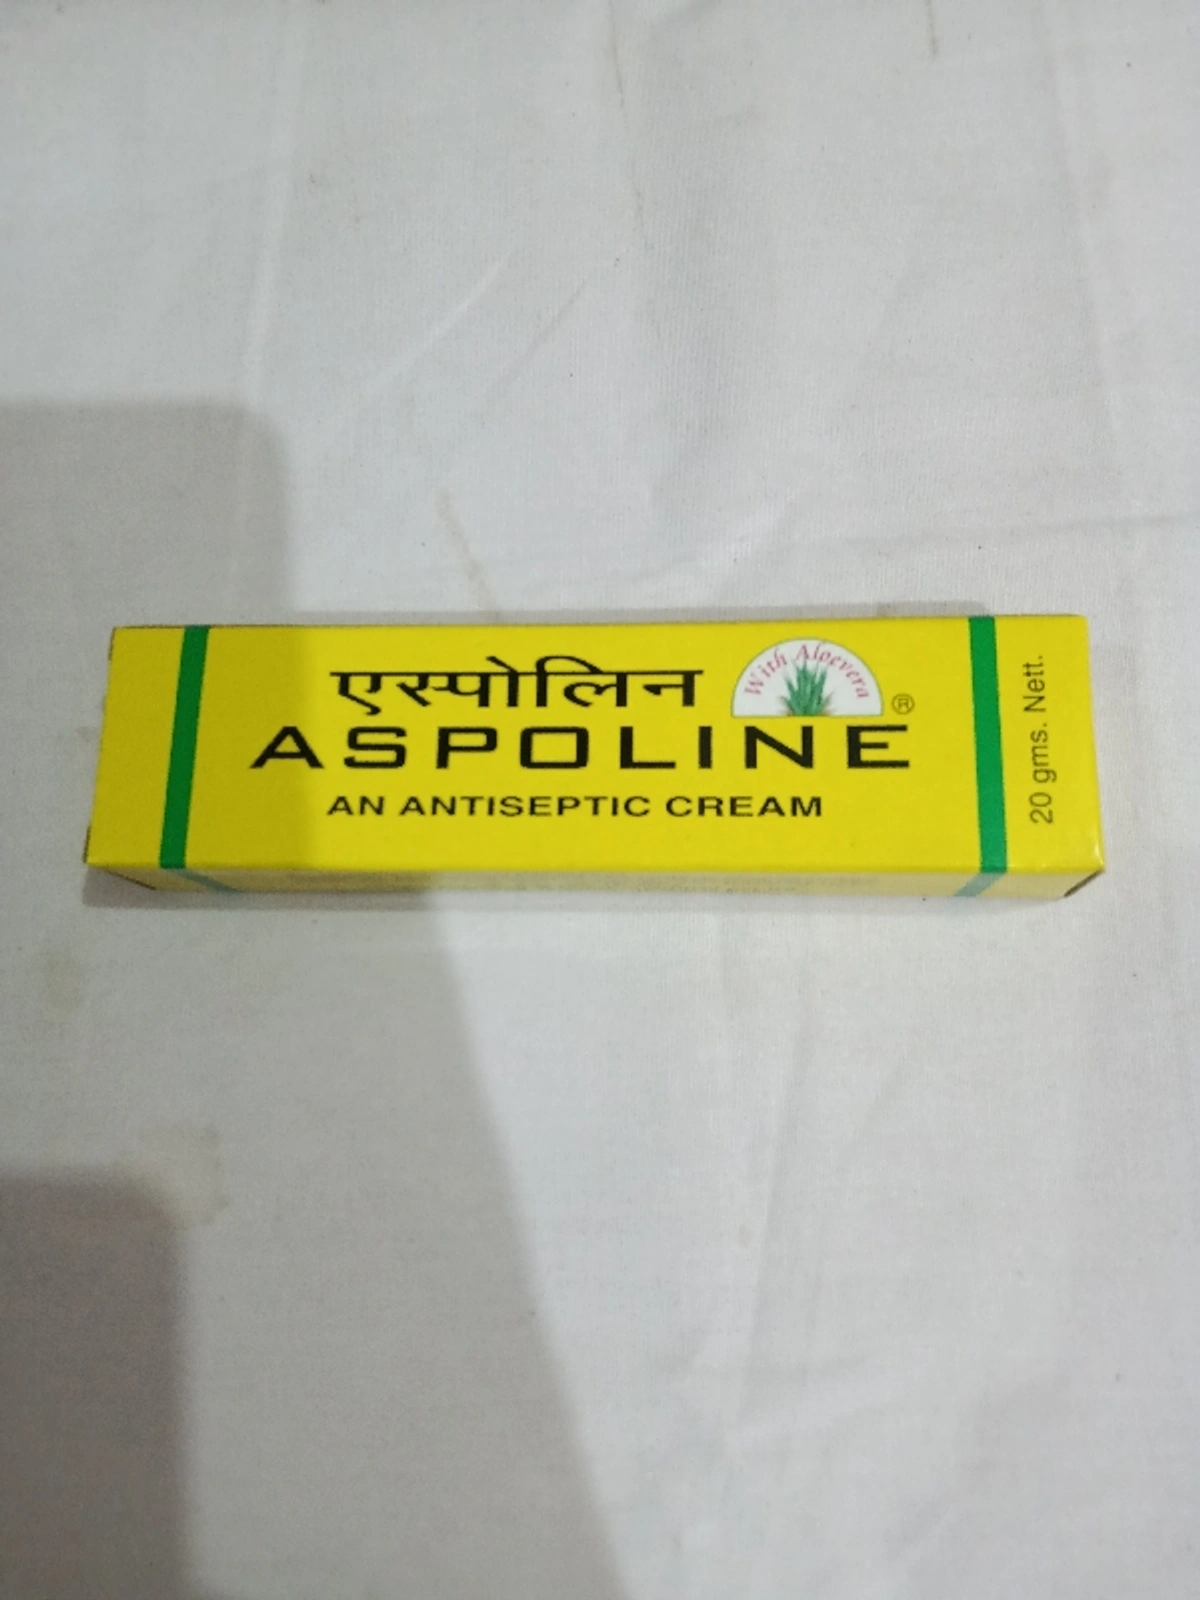 एस्पोलिन
With Aloevera
®
ASPOLINE
AN ANTISEPTIC CREAM
20 gms. Nett.